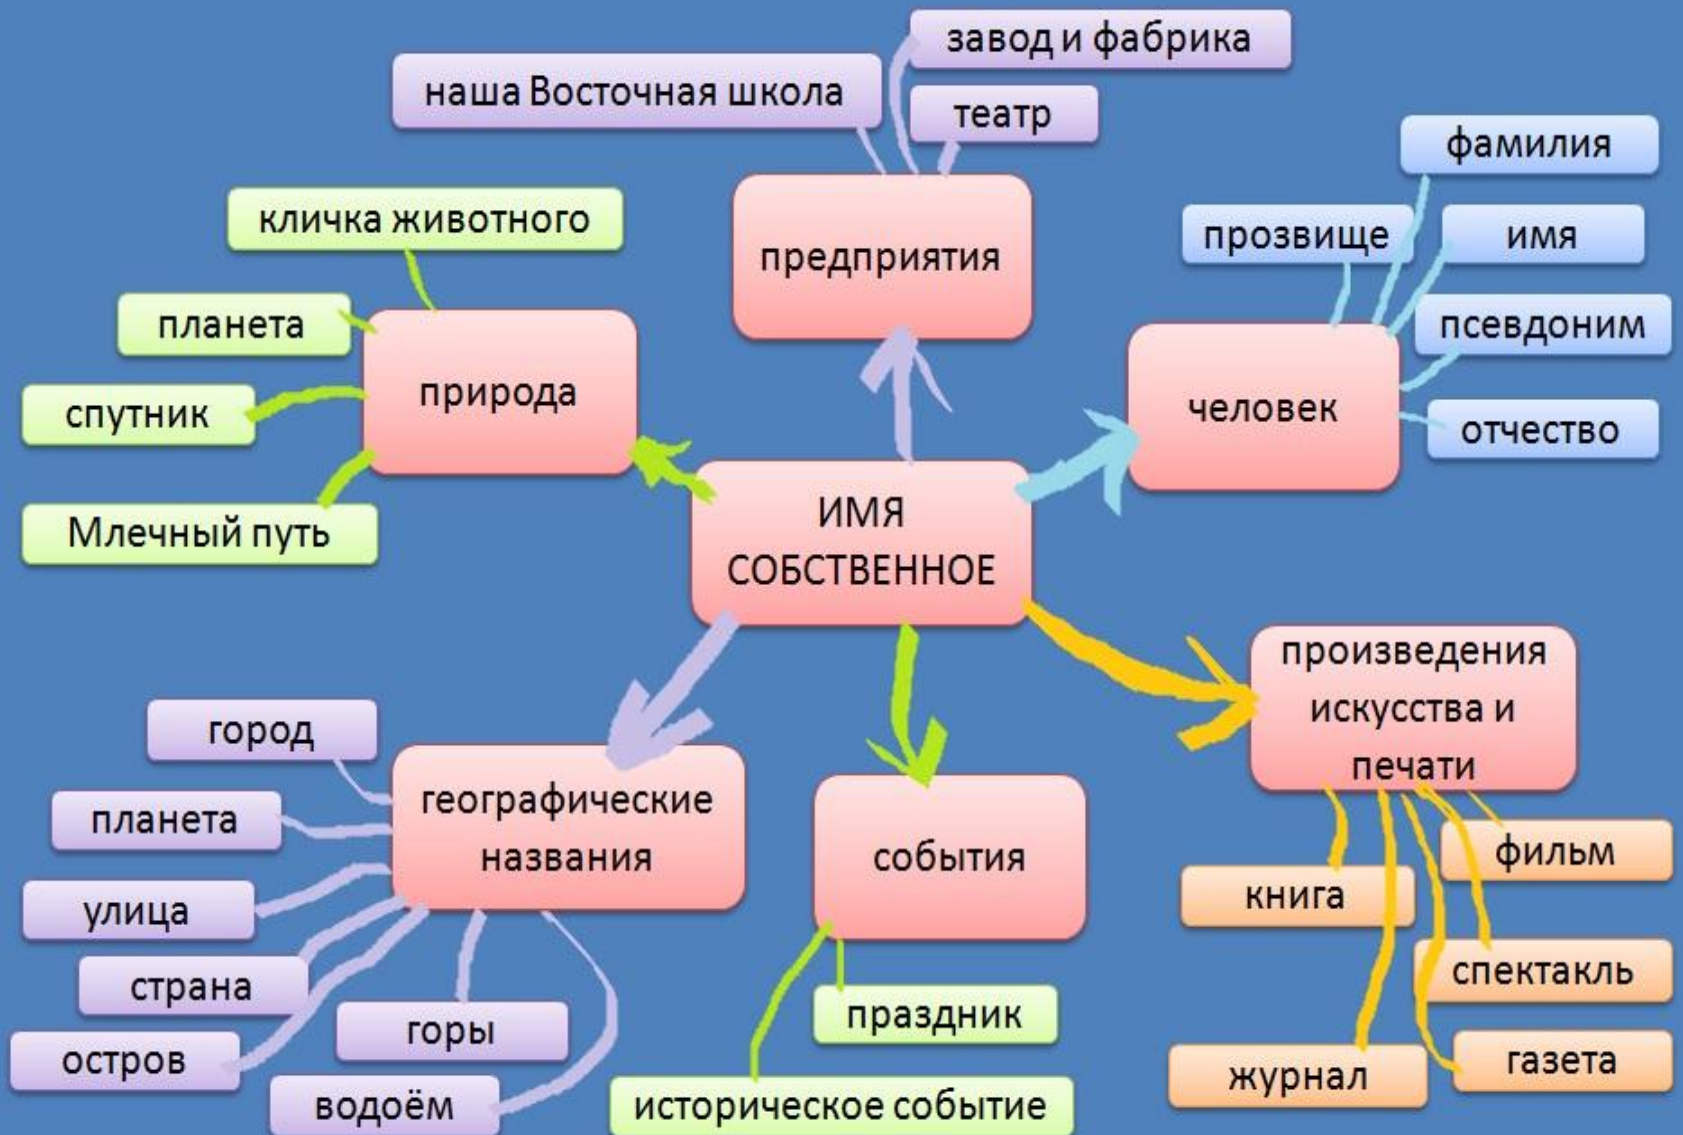 завод и фабрика
наша Восточная школа
театр
фамилия
кличка животного
прозвище
имя
предприятия
планета
псевдоним
природа
человек
спутник
отчество
Млечный путь
ИМЯ
СОБСТВЕННОЕ
произведения
искусства и
печати
город
географические
названия
планета
события
фильм
книга
улица
спектакль
страна
праздник
горы
остров
газета
журнал
водоём
историческое событие